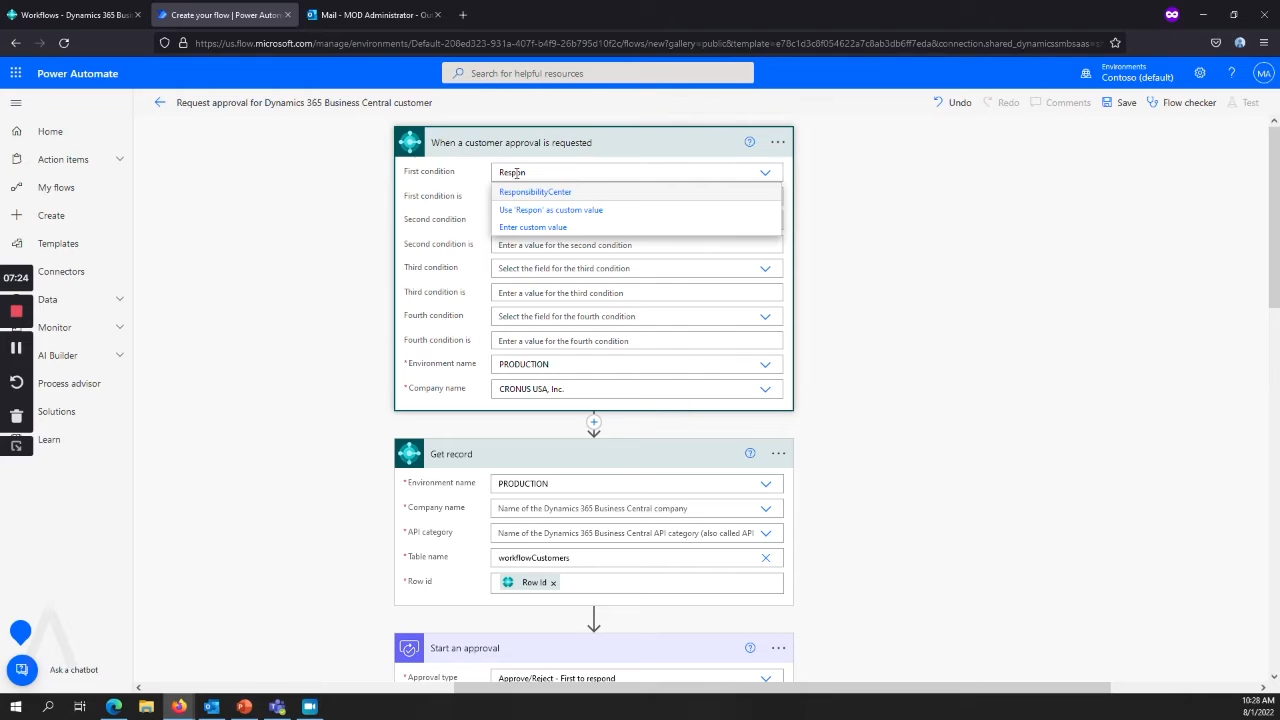 Workflows - Dynamics 365 Busi
Create your flow | Power Auton
Mail - MOD Administrator - Out
https://us.flow.microsoft.com/manage/environments/Default-208ed323-931a-407f-b4f9-26b795d10f2c/flows/new?gallery=public&template=e78c1d3c8f054622a7c8ab3db6ff7eda&connection.shared_dynamicssmbsaas=s
Power Automate
Search for helpful resources
Environments
Contoso (default)
MA
Request approval for Dynamics 365 Business Central customer
Undo
Redo
Comments
Save
Flow checker
Test
Home
Action items
My flows
Create
Templates
Connectors
Data
Monitor
AI Builder
Process advisor
Solutions
Learn
07:24
Ask a chatbot
When a customer approval is requested
First condition
Respon
ResponsibilityCenter
Use 'Respon' as custom value
Enter custom value
First condition is
Second condition
Second condition is
Enter a value for the second condition
Third condition
Select the field for the third condition
Third condition is
Enter a value for the third condition
Fourth condition
Select the field for the fourth condition
Fourth condition is
Enter a value for the fourth condition
* Environment name
PRODUCTION
* Company name
CRONUS USA, Inc.
Get record
* Environment name
PRODUCTION
* Company name
Name of the Dynamics 365 Business Central company
* API category
Name of the Dynamics 365 Business Central API category (also called API
* Table name
workflowCustomers
* Row id
Row Id
Start an approval
* Approval type
Approve/Reject - First to respond
10:28 AM
8/1/2022